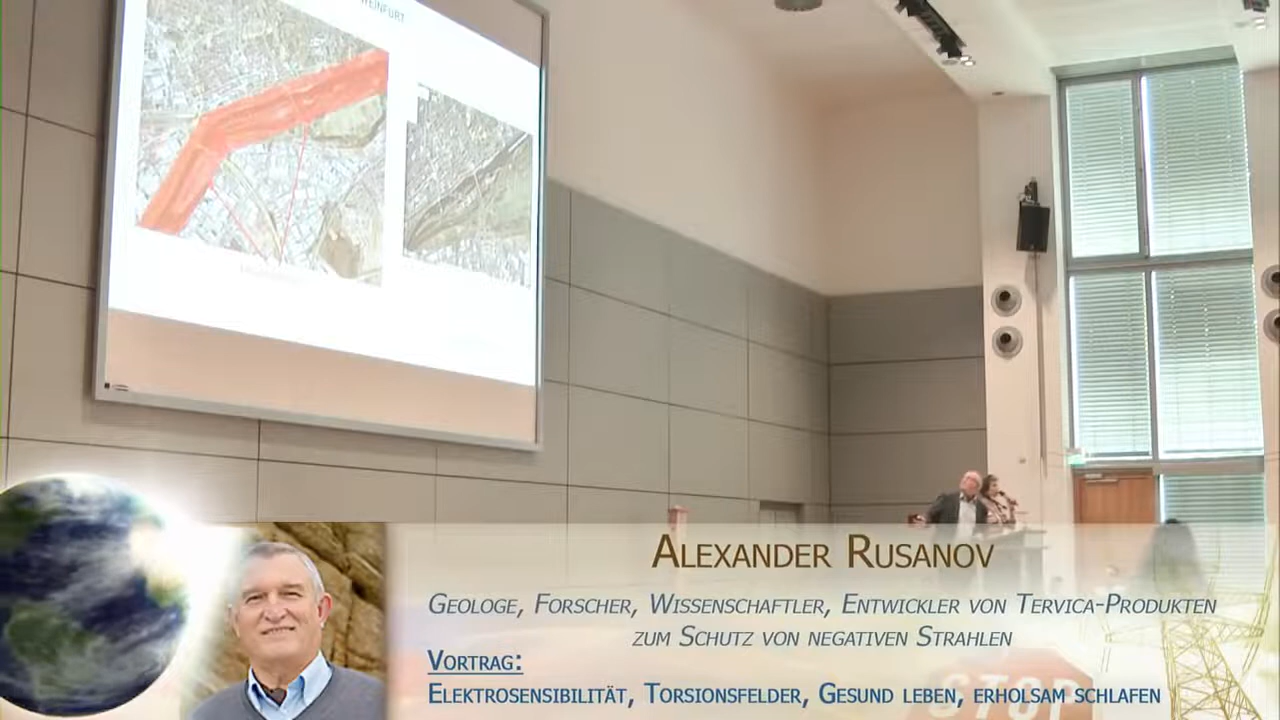 Alexander Rusanov
Geologe, Forscher, Wissenschaftler, Entwickler von Tervica-Produkten
zum Schutz von negativen Strahlen
Vortrag:
Elektrosensibilität, Torsionsfelder, Gesund leben, erholsam schlafen
STOP